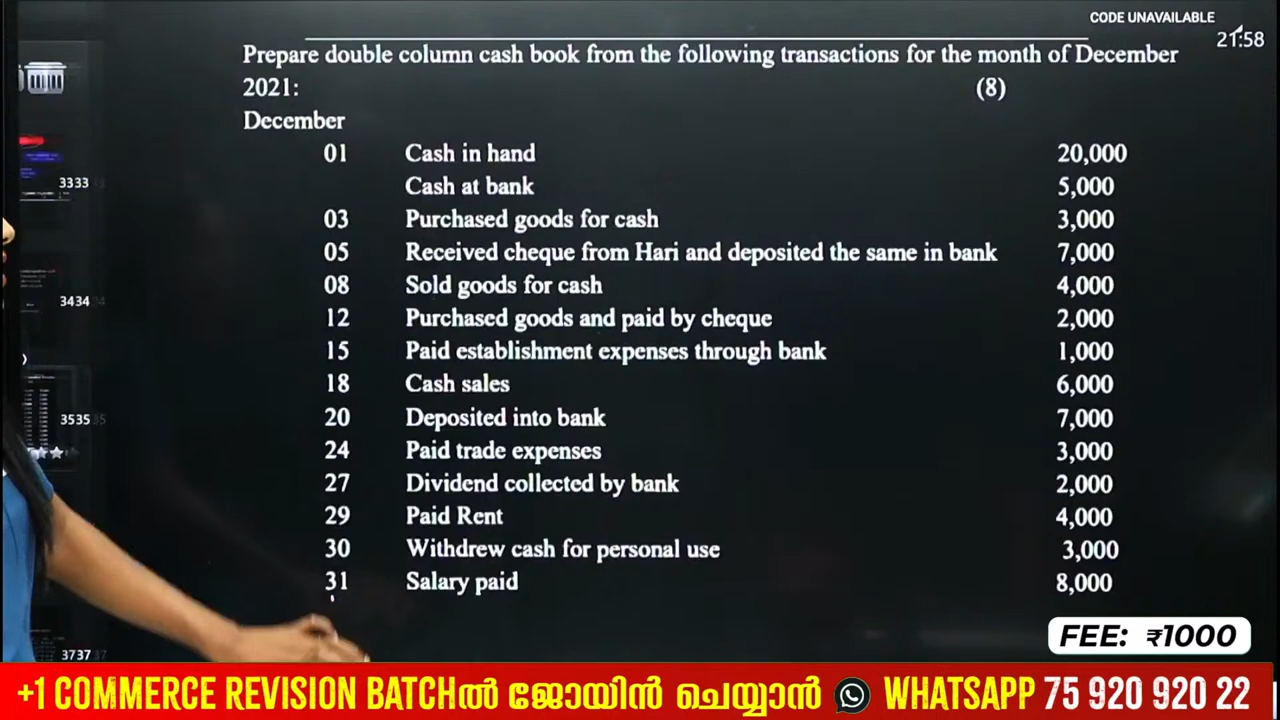 CODE UNAVAILABLE
21:58
Prepare double column cash book from the following transactions for the month of December
2021: (8)
December
01 Cash in hand 20,000
Cash at bank 5,000
03 Purchased goods for cash 3,000
05 Received cheque from Hari and deposited the same in bank 7,000
08 Sold goods for cash 4,000
12 Purchased goods and paid by cheque 2,000
15 Paid establishment expenses through bank 1,000
18 Cash sales 6,000
20 Deposited into bank 7,000
24 Paid trade expenses 3,000
27 Dividend collected by bank 2,000
29 Paid Rent 4,000
30 Withdrew cash for personal use 3,000
31 Salary paid 8,000
3333
3434
3535
3737
FEE: ₹1000
+1 COMMERCE REVISION BATCHൽ ജോയിൻ ചെയ്യാൻ WHATSAPP 75 920 920 22